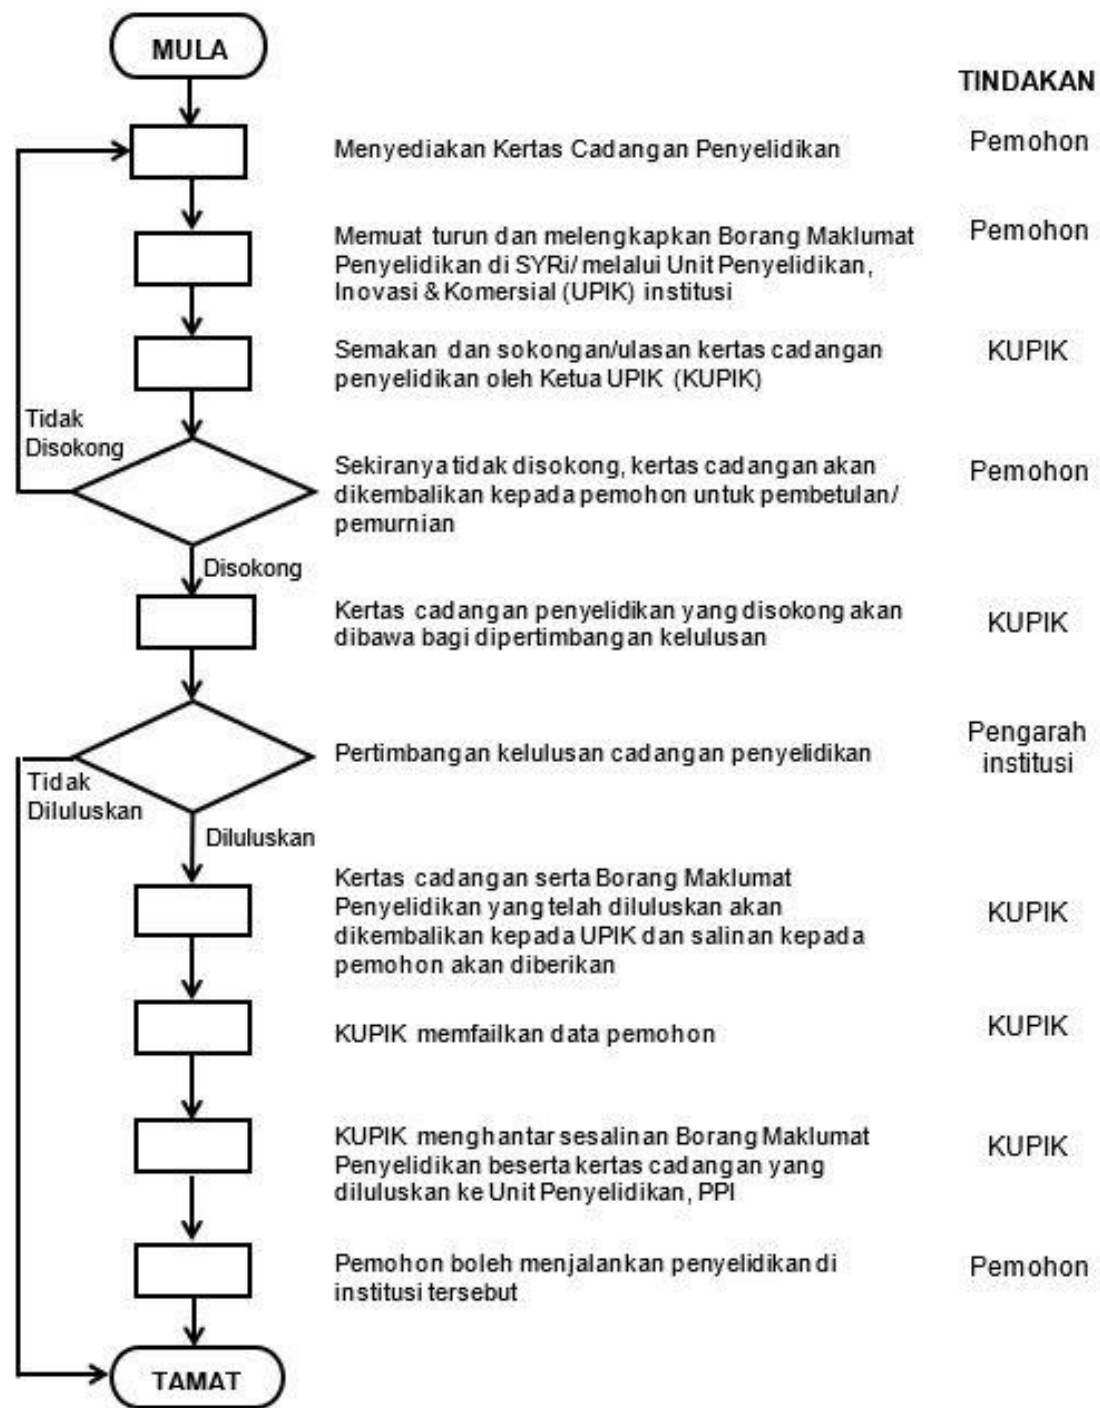 MULA
TINDAKAN
Menyediakan Kertas Cadangan Penyelidikan
Pemohon
Memuat turun dan melengkapkan Borang Maklumat
Penyelidikan di SYRi/ melalui Unit Penyelidikan,
Inovasi & Komersial (UPIK) institusi
Pemohon
Semakan dan sokongan/ulasan kertas cadangan
penyelidikan oleh Ketua UPIK (KUPIK)
KUPIK
Tidak
Disokong
Sekiranya tidak disokong, kertas cadangan akan
dikembalikan kepada pemohon untuk pembetulan/
pemurnian
Pemohon
Disokong
Kertas cadangan penyelidikan yang disokong akan
dibawa bagi dipertimbangan kelulusan
KUPIK
Pertimbangan kelulusan cadangan penyelidikan
Pengarah
institusi
Tidak
Diluluskan
Diluluskan
Kertas cadangan serta Borang Maklumat
Penyelidikan yang telah diluluskan akan
dikembalikan kepada UPIK dan salinan kepada
pemohon akan diberikan
KUPIK
KUPIK memfailkan data pemohon
KUPIK
KUPIK menghantar sesalinan Borang Maklumat
Penyelidikan beserta kertas cadangan yang
diluluskan ke Unit Penyelidikan, PPI
KUPIK
Pemohon boleh menjalankan penyelidikan di
institusi tersebut
Pemohon
TAMAT